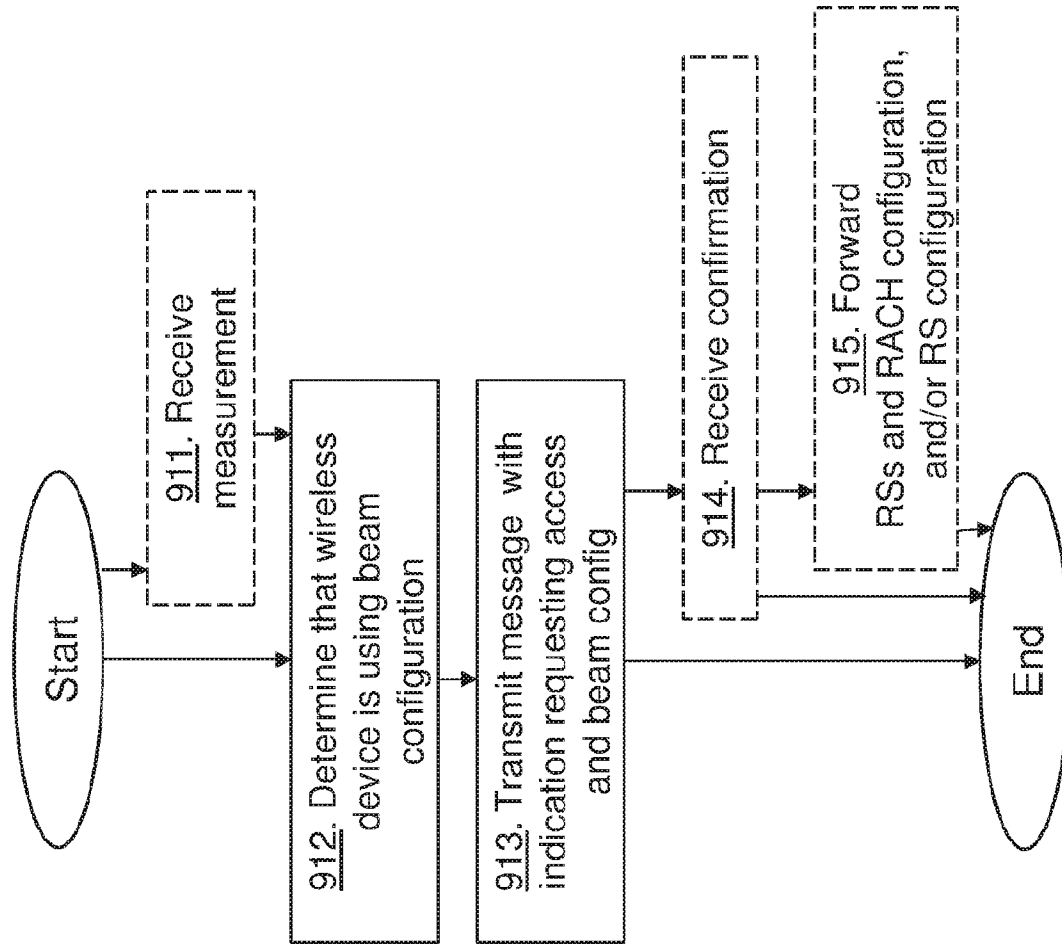 Start
911. Receive
measurement
912. Determine that wireless
device is using beam
configuration
913. Transmit message with
indication requesting access
and beam config
914. Receive confirmation
915. Forward
RSs and RACH configuration,
and/or RS configuration
End